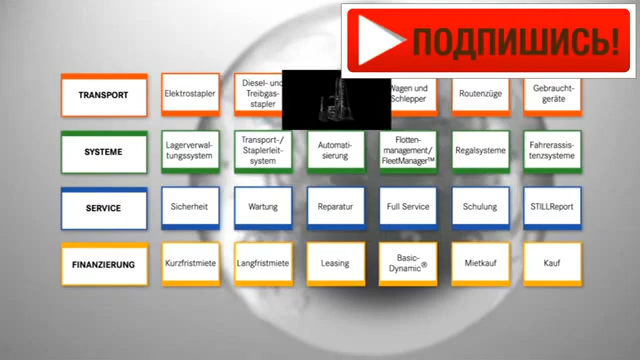 ПОДПИШИСЬ!
TRANSPORT
Elektrostapler
Diesel- und
Treibgas-
stapler
Wagen und
Schlepper
Routenzüge
Gebraucht-
geräte
SYSTEME
Lagerverwal-
tungssystem
Transport-/
Staplerleit-
system
Automati-
sierung
Flotten-
management/
FleetManager™
Regalsysteme
Fahrerassis-
tenzsysteme
SERVICE
Sicherheit
Wartung
Reparatur
Full Service
Schulung
STILLReport
FINANZIERUNG
Kurzfristmiete
Langfristmiete
Leasing
Basic-
Dynamic®
Mietkauf
Kauf